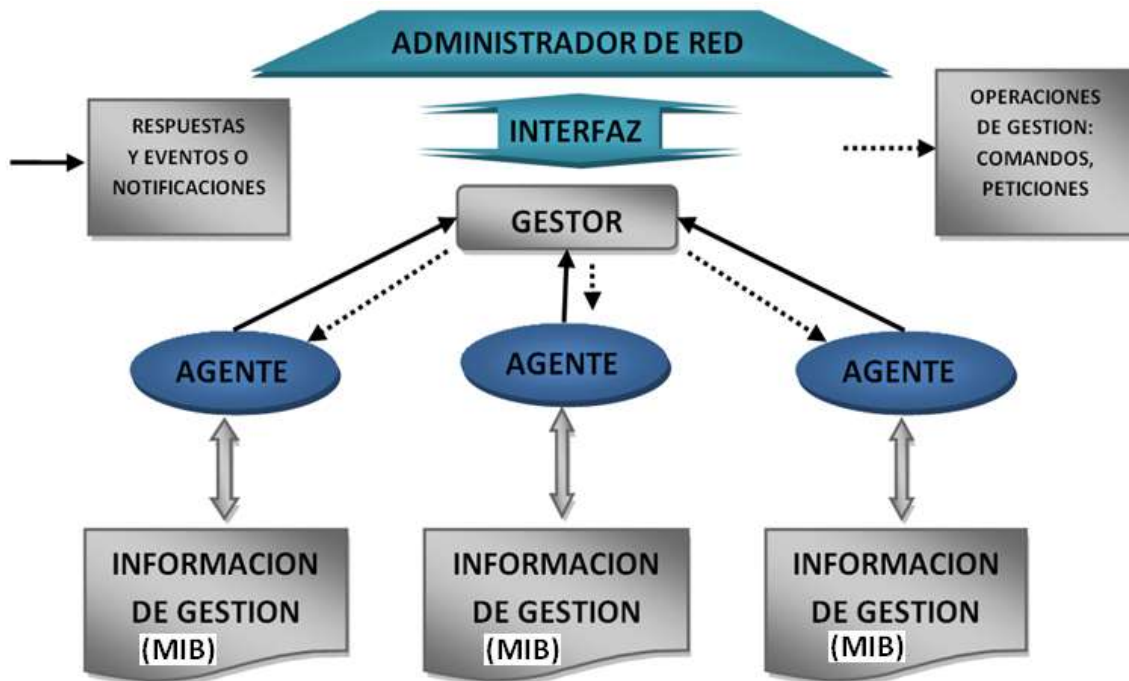 ADMINISTRADOR DE RED
RESPUESTAS
Y EVENTOS O
NOTIFICACIONES
INTERFAZ
OPERACIONES
DE GESTION:
COMANDOS,
PETICIONES
GESTOR
AGENTE
AGENTE
AGENTE
INFORMACION
DE GESTION
(MIB)
INFORMACION
DE GESTION
(MIB)
INFORMACION
DE GESTION
(MIB)